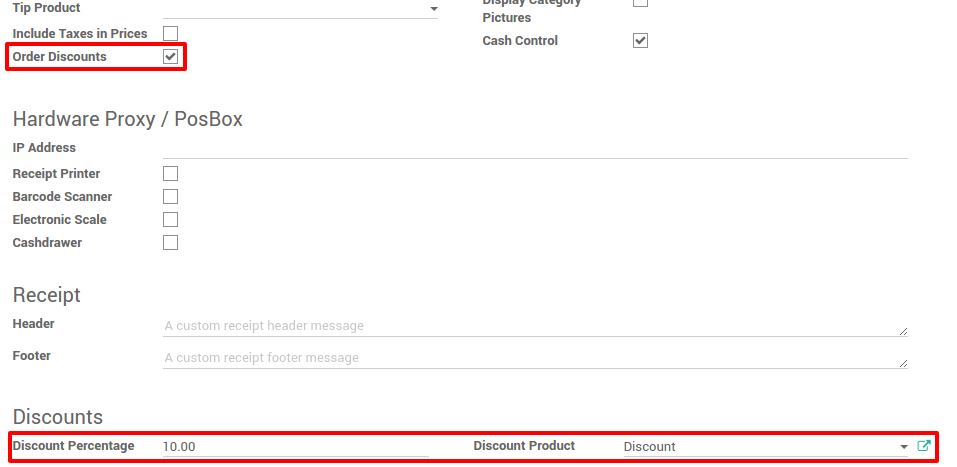 Tip Product
Display Category
Pictures
Include Taxes in Prices
Cash Control
Order Discounts
Hardware Proxy / PosBox
IP Address
Receipt Printer
Barcode Scanner
Electronic Scale
Cashdrawer
Receipt
Header A custom receipt header message
Footer A custom receipt footer message
Discounts
Discount Percentage 10.00 Discount Product Discount